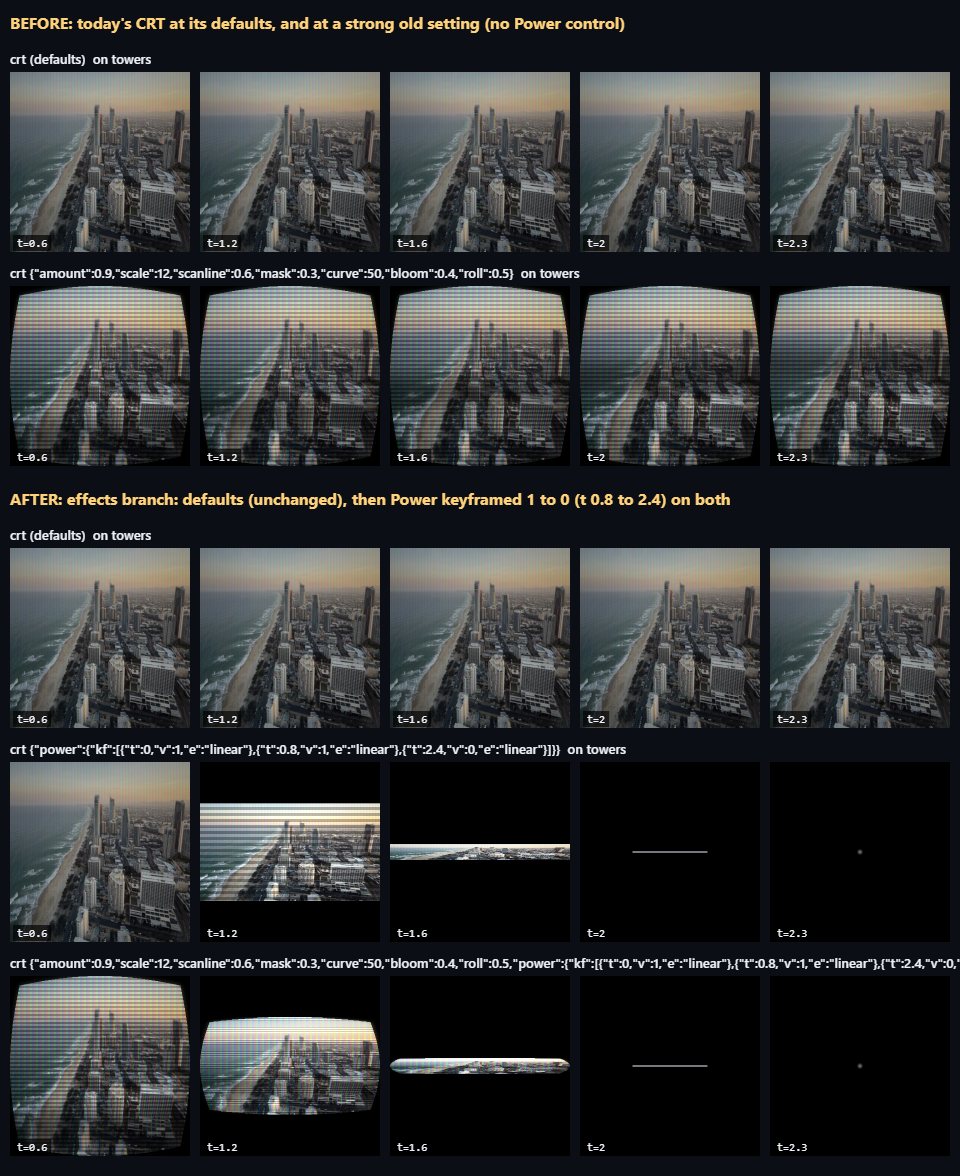 BEFORE: today's CRT at its defaults, and at a strong old setting (no Power control)
crt (defaults)  on towers
t=0.6 t=1.2 t=1.6 t=2 t=2.3
crt {"amount":0.9,"scale":12,"scanline":0.6,"mask":0.3,"curve":50,"bloom":0.4,"roll":0.5}  on towers
t=0.6 t=1.2 t=1.6 t=2 t=2.3
AFTER: effects branch: defaults (unchanged), then Power keyframed 1 to 0 (t 0.8 to 2.4) on both
crt (defaults)  on towers
t=0.6 t=1.2 t=1.6 t=2 t=2.3
crt {"power":{"kf":[{"t":0,"v":1,"e":"linear"},{"t":0.8,"v":1,"e":"linear"},{"t":2.4,"v":0,"e":"linear"}]}}  on towers
t=0.6 t=1.2 t=1.6 t=2 t=2.3
crt {"amount":0.9,"scale":12,"scanline":0.6,"mask":0.3,"curve":50,"bloom":0.4,"roll":0.5,"power":{"kf":[{"t":0,"v":1,"e":"linear"},{"t":0.8,"v":1,"e":"linear"},{"t":2.4,"v":0,"
t=0.6 t=1.2 t=1.6 t=2 t=2.3